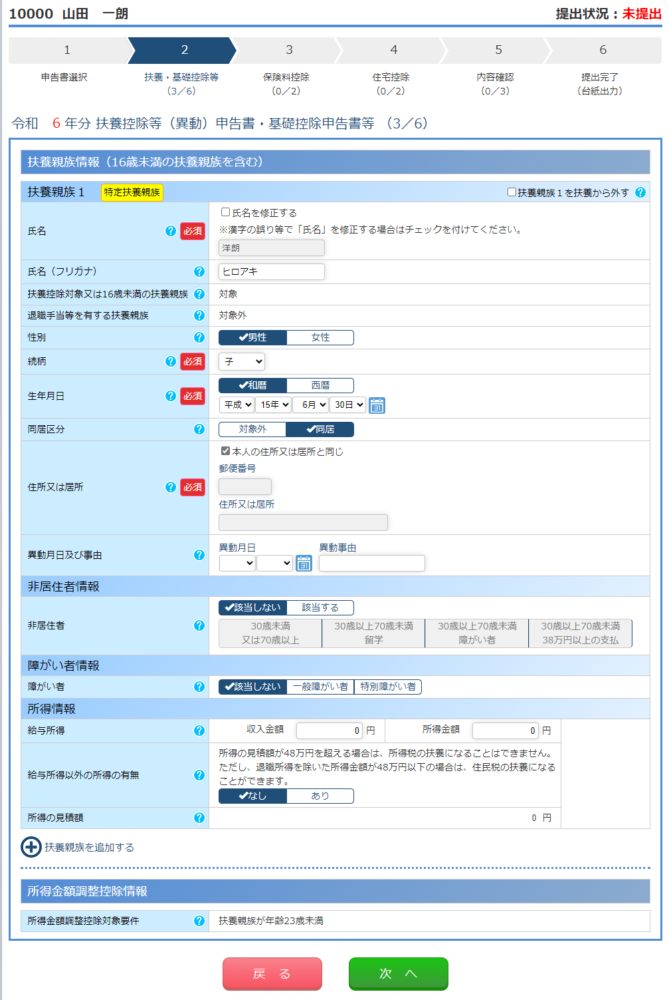 10000 山田　一朗
提出状況：未提出
1
2
3
4
5
6
申告書選択
扶養・基礎控除等
（3／6）
保険料控除
（0／2）
住宅控除
（0／2）
内容確認
（0／3）
提出完了
（台紙出力）
令和　6 年分 扶養控除等（異動）申告書・基礎控除申告書等 （3／6）
扶養親族情報（16歳未満の扶養親族を含む）
扶養親族１ 特定扶養親族 扶養親族１を扶養から外す ?
氏名 ? 必須
氏名を修正する
※漢字の誤り等で「氏名」を修正する場合はチェックを付けてください。
洋朗
氏名（フリガナ） ? ヒロアキ
扶養控除対象又は16歳未満の扶養親族 ? 対象
退職手当等を有する扶養親族 ? 対象外
性別 ? ✔男性 女性
続柄 ? 必須 子
生年月日 ? 必須
✔和暦 西暦
平成 15年 6月 30日 31
同居区分 ? 対象外 ✔同居
住所又は居所 ? 必須
本人の住所又は居所と同じ
郵便番号
住所又は居所
異動月日及び事由 ?
異動月日 異動事由
31
非居住者情報
非居住者 ?
✔該当しない 該当する
30歳未満
又は70歳以上
30歳以上70歳未満
留学
30歳以上70歳未満
障がい者
30歳以上70歳未満
38万円以上の支払
障がい者情報
障がい者 ? ✔該当しない 一般障がい者 特別障がい者
所得情報
給与所得 ? 収入金額 0 円 所得金額 0 円
給与所得以外の所得の有無 ?
所得の見積額が48万円を超える場合は、所得税の扶養になることはできません。
ただし、退職所得を除いた所得金額が48万円以下の場合は、住民税の扶養になる
ことができます。
✔なし あり
所得の見積額 ? 0 円
扶養親族を追加する
所得金額調整控除情報
所得金額調整控除対象要件 ? 扶養親族が年齢23歳未満
戻　る
次　へ